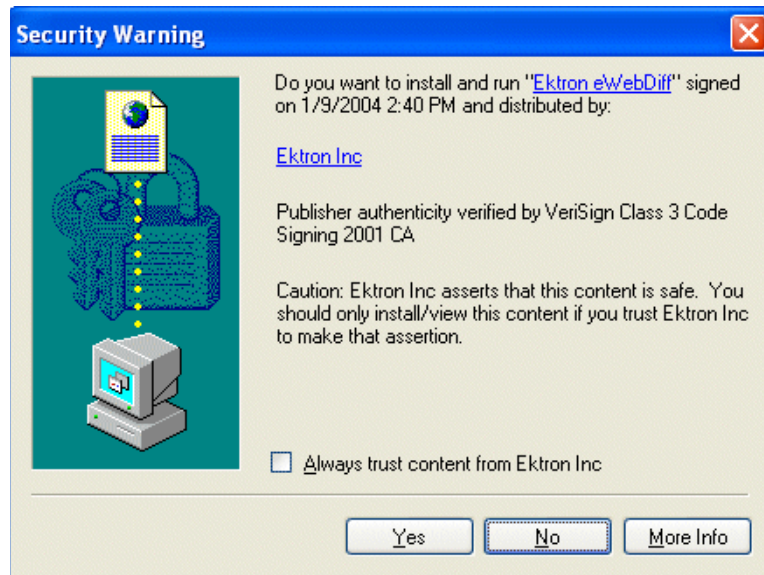 Security Warning
Do you want to install and run "Ektron eWebDiff" signed
on 1/9/2004 2:40 PM and distributed by:
Ektron Inc
Publisher authenticity verified by VeriSign Class 3 Code
Signing 2001 CA
Caution: Ektron Inc asserts that this content is safe.  You
should only install/view this content if you trust Ektron Inc
to make that assertion.
Always trust content from Ektron Inc
Yes No More Info